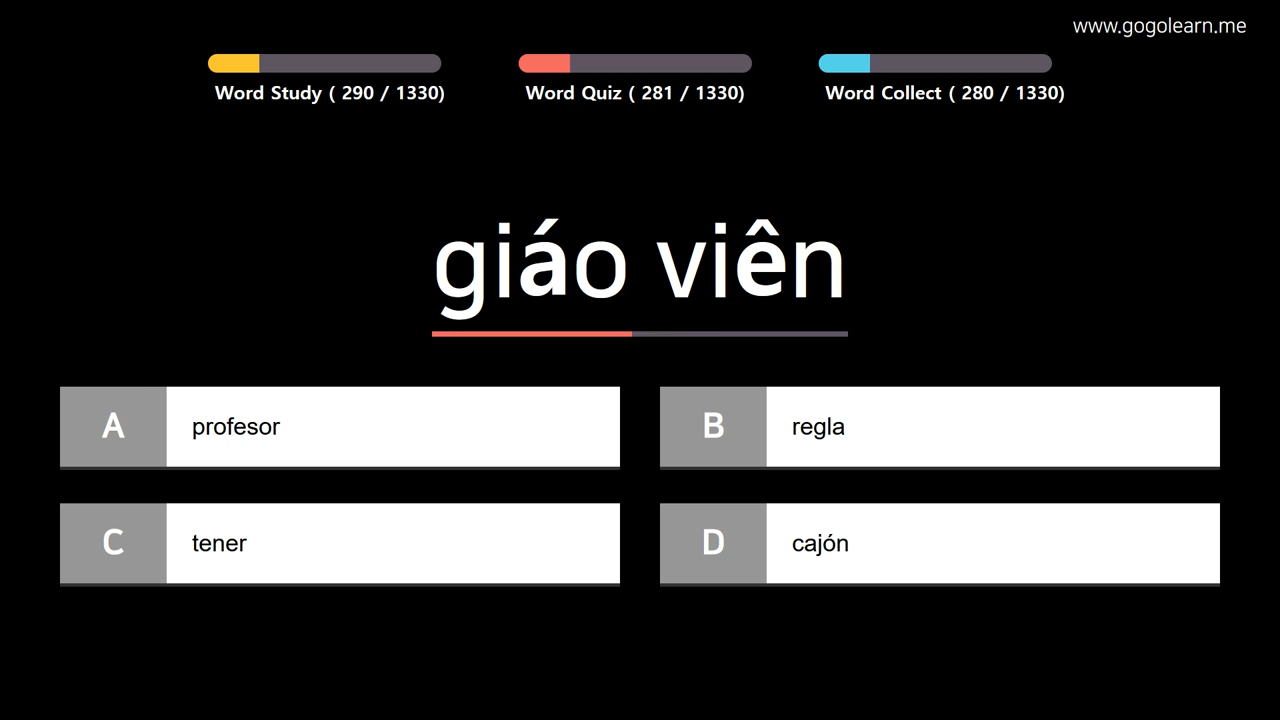 www.gogolearn.me
Word Study ( 290 / 1330)
Word Quiz ( 281 / 1330)
Word Collect ( 280 / 1330)
giáo viên
A profesor
B regla
C tener
D cajón